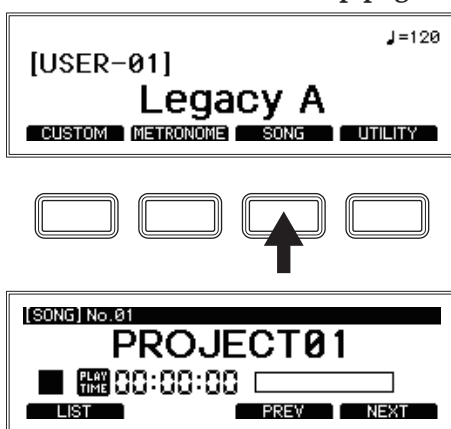 ♩=120
[USER-01]
Legacy A
CUSTOM METRONOME SONG UTILITY
[SONG] No.01
PROJECT01
PLAY TIME 00:00:00
LIST PREV NEXT